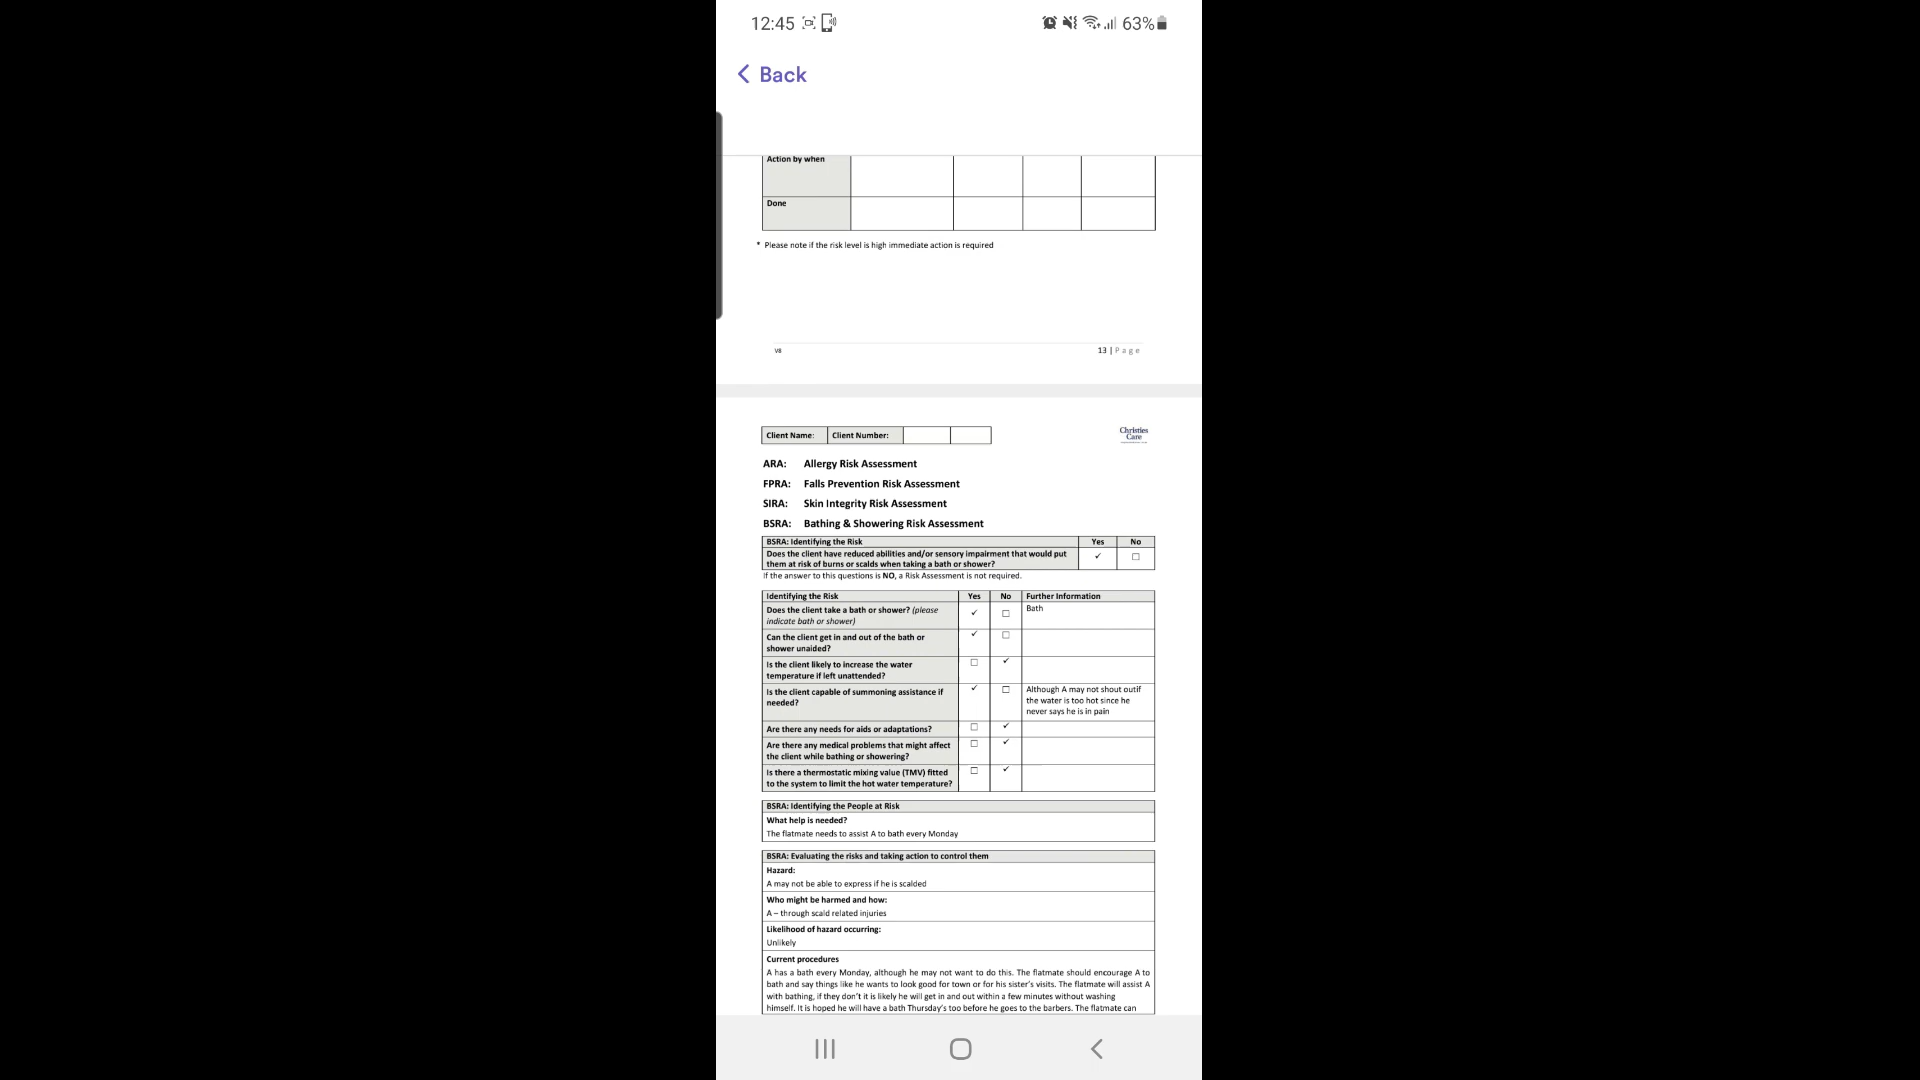 12:45 63%
Back
Action by when
Done
* Please note if the risk level is high immediate action is required
V8 13 | Page
Client Name: Client Number:
Christies
Care
ARA: Allergy Risk Assessment
FPRA: Falls Prevention Risk Assessment
SIRA: Skin Integrity Risk Assessment
BSRA: Bathing & Showering Risk Assessment
BSRA: Identifying the Risk Yes No
Does the client have reduced abilities and/or sensory impairment that would put
them at risk of burns or scalds when taking a bath or shower? ✓ ☐
If the answer to this questions is NO, a Risk Assessment is not required.
Identifying the Risk Yes No Further Information
Does the client take a bath or shower? (please ✓ ☐ Bath
indicate bath or shower)
Can the client get in and out of the bath or ✓ ☐
shower unaided?
Is the client likely to increase the water ☐ ✓
temperature if left unattended?
Is the client capable of summoning assistance if ✓ ☐ Although A may not shout outif
needed? the water is too hot since he
never says he is in pain
Are there any needs for aids or adaptations? ☐ ✓
Are there any medical problems that might affect ☐ ✓
the client while bathing or showering?
Is there a thermostatic mixing value (TMV) fitted ☐ ✓
to the system to limit the hot water temperature?
BSRA: Identifying the People at Risk
What help is needed?
The flatmate needs to assist A to bath every Monday
BSRA: Evaluating the risks and taking action to control them
Hazard:
A may not be able to express if he is scalded
Who might be harmed and how:
A – through scald related injuries
Likelihood of hazard occurring:
Unlikely
Current procedures
A has a bath every Monday, although he may not want to do this. The flatmate should encourage A to
bath and say things like he wants to look good for town or for his sister's visits. The flatmate will assist A
with bathing, if they don't it is likely he will get in and out within a few minutes without washing
himself. It is hoped he will have a bath Thursday's too before he goes to the barbers. The flatmate can